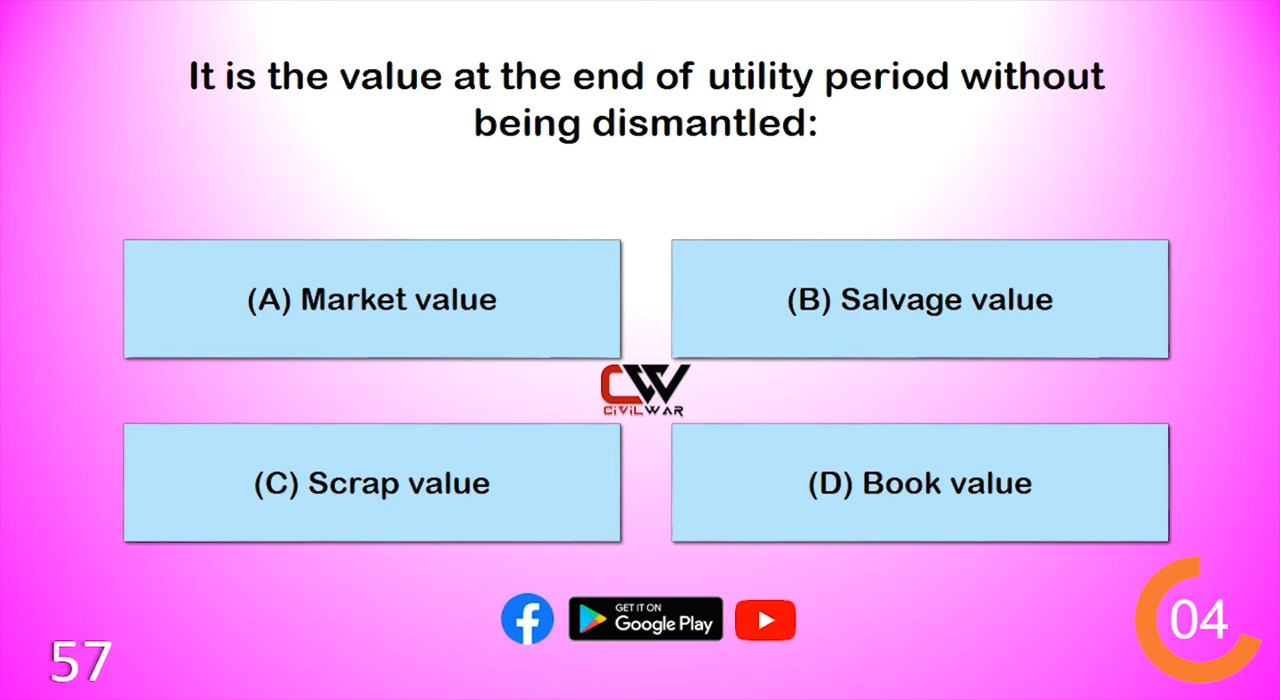 It is the value at the end of utility period without
being dismantled:
(A) Market value
(B) Salvage value
CW
CIVILWAR
(C) Scrap value
(D) Book value
GET IT ON
Google Play
04
57